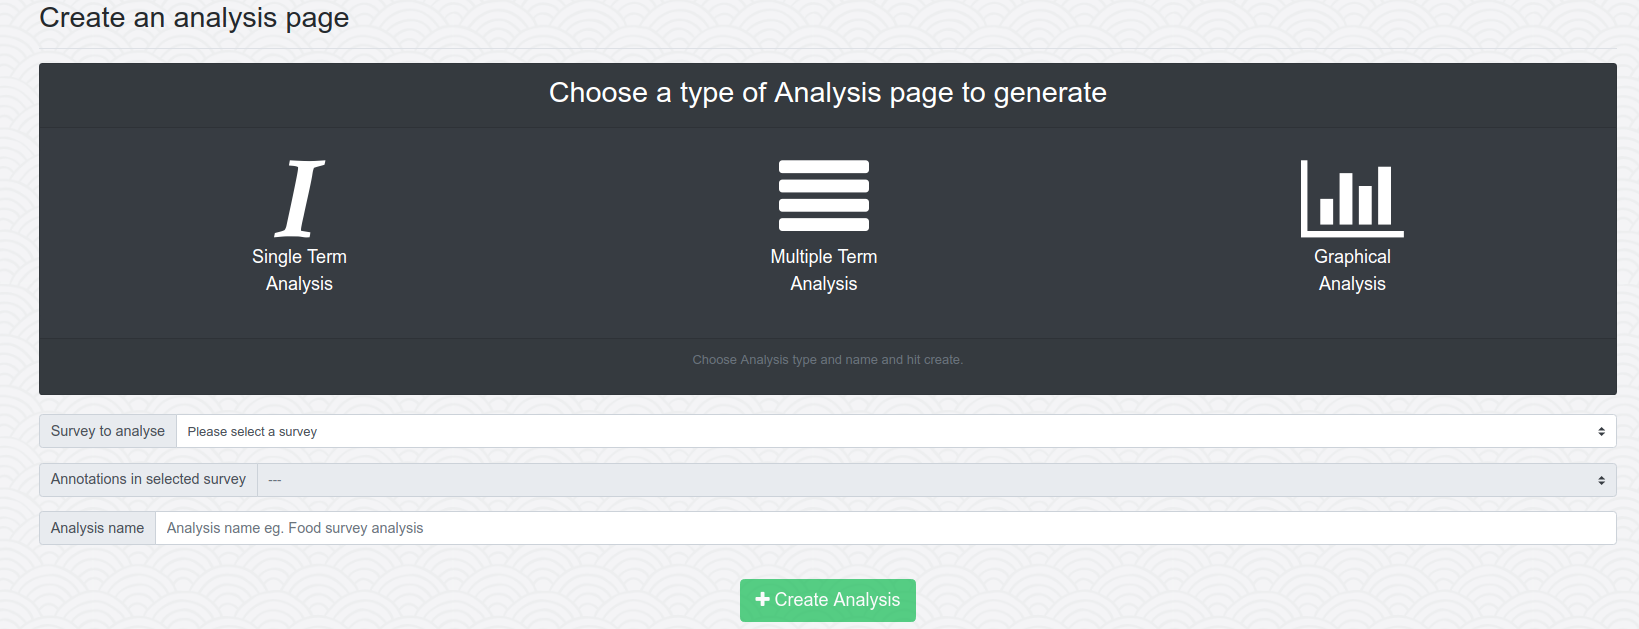 Create an analysis page
Choose a type of Analysis page to generate
Single Term
Analysis
Multiple Term
Analysis
Graphical
Analysis
Choose Analysis type and name and hit create.
Survey to analyse Please select a survey
Annotations in selected survey ---
Analysis name Analysis name eg. Food survey analysis
Create Analysis